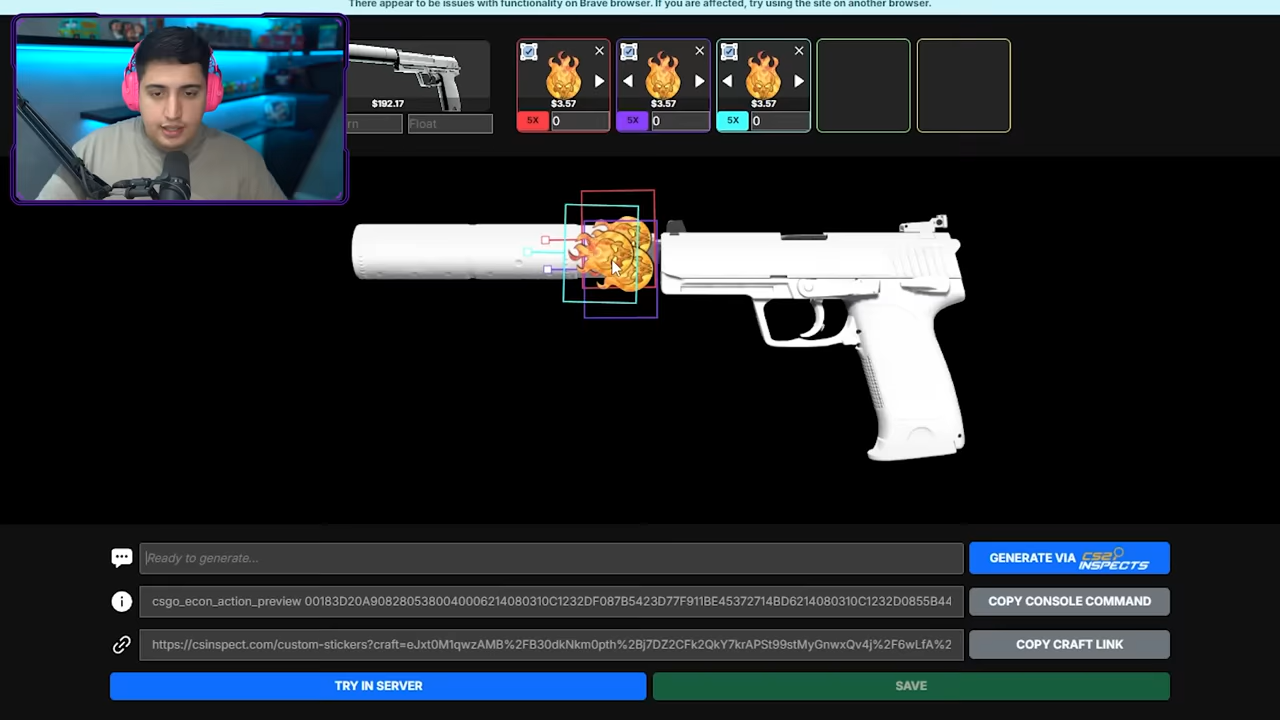 There appear to be issues with functionality on Brave browser. If you are affected, try using the site on another browser.
$192.17
Float
$3.57
$3.57
$3.57
5X
0
5X
0
5X
0
Ready to generate...
GENERATE VIA CS2 INSPECTS
csgo_econ_action_preview 00183D20A9082805380040006214080310C1232DF087B5423D77F911BE45372714BD6214080310C1232D0855B44
COPY CONSOLE COMMAND
https://csinspect.com/custom-stickers?craft=eJxt0M1qwzAMB%2FB30dkNkm0pth%2Bj7DZ2CFk2QkY7krAPSt99stMyGnwxQv4j%2F6wLfA%2
COPY CRAFT LINK
TRY IN SERVER
SAVE